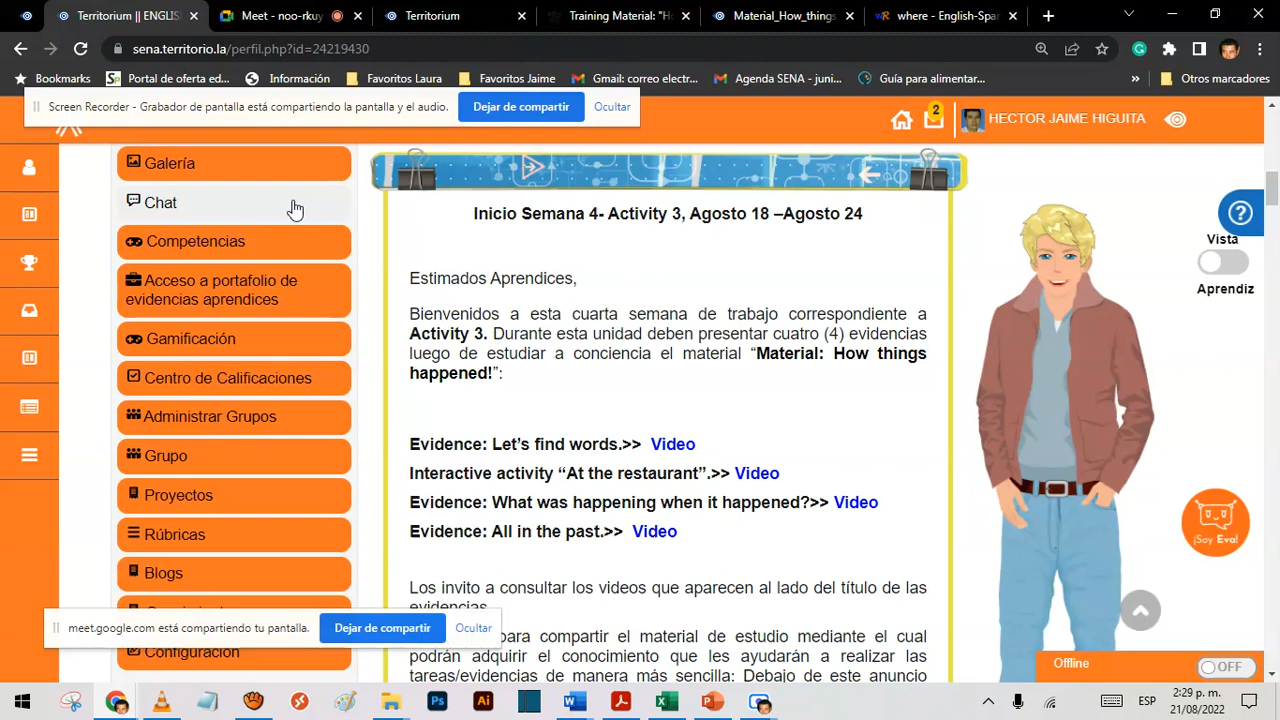 Territorium || ENGLIS
Meet - noo-rkuy
Territorium
Training Material: "Ho
Material_How_things
where - English-Span
sena.territorio.la/perfil.php?id=24219430
Bookmarks
Portal de oferta ed...
Información
Favoritos Laura
Favoritos Jaime
Gmail: correo electr...
Agenda SENA - juni...
Guía para alimentar...
»
Otros marcadores
Screen Recorder - Grabador de pantalla está compartiendo la pantalla y el audio.
Dejar de compartir
Ocultar
2
HECTOR JAIME HIGUITA
Galería
Chat
Competencias
Acceso a portafolio de
evidencias aprendices
Gamificación
Centro de Calificaciones
Administrar Grupos
Grupo
Proyectos
Rúbricas
Blogs
Configuración
Inicio Semana 4- Activity 3, Agosto 18 –Agosto 24
Estimados Aprendices,
Bienvenidos a esta cuarta semana de trabajo correspondiente a
Activity 3. Durante esta unidad deben presentar cuatro (4) evidencias
luego de estudiar a conciencia el material “Material: How things
happened!”:
Evidence: Let’s find words.>> Video
Interactive activity “At the restaurant”.>> Video
Evidence: What was happening when it happened?>> Video
Evidence: All in the past.>> Video
Los invito a consultar los videos que aparecen al lado del título de las
evidencias
para compartir el material de estudio mediante el cual
podrán adquirir el conocimiento que les ayudarán a realizar las
tareas/evidencias de manera más sencilla: Debajo de este anuncio
Vista
Aprendiz
¡Soy Eva!
Offline
OFF
meet.google.com está compartiendo tu pantalla.
Dejar de compartir
Ocultar
ESP
2:29 p. m.
21/08/2022